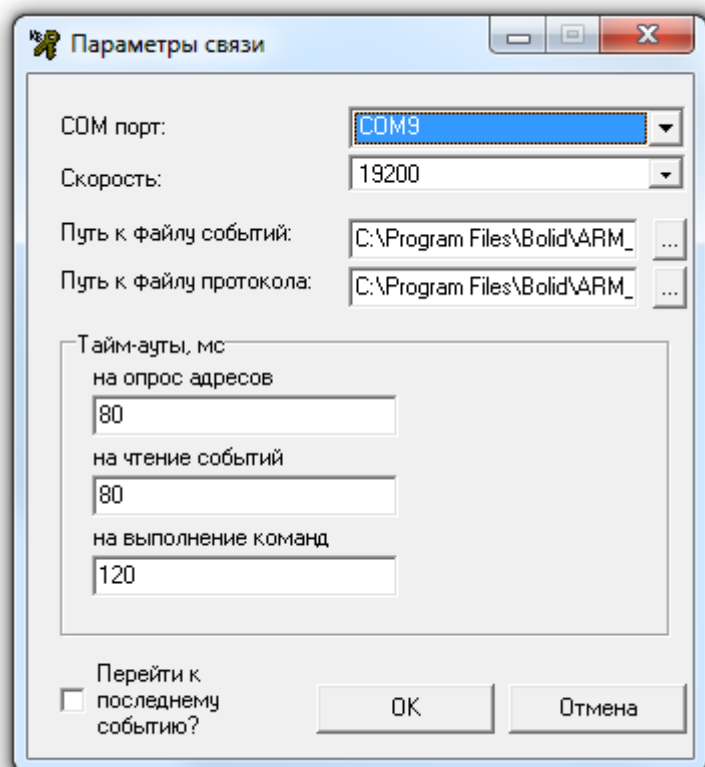 Параметры связи
COM порт:
COM9
Скорость:
19200
Путь к файлу событий:
C:\Program Files\Bolid\ARM_
...
Путь к файлу протокола:
C:\Program Files\Bolid\ARM_
...
Тайм-ауты, мс
на опрос адресов
80
на чтение событий
80
на выполнение команд
120
Перейти к
последнему
событию?
OK
Отмена